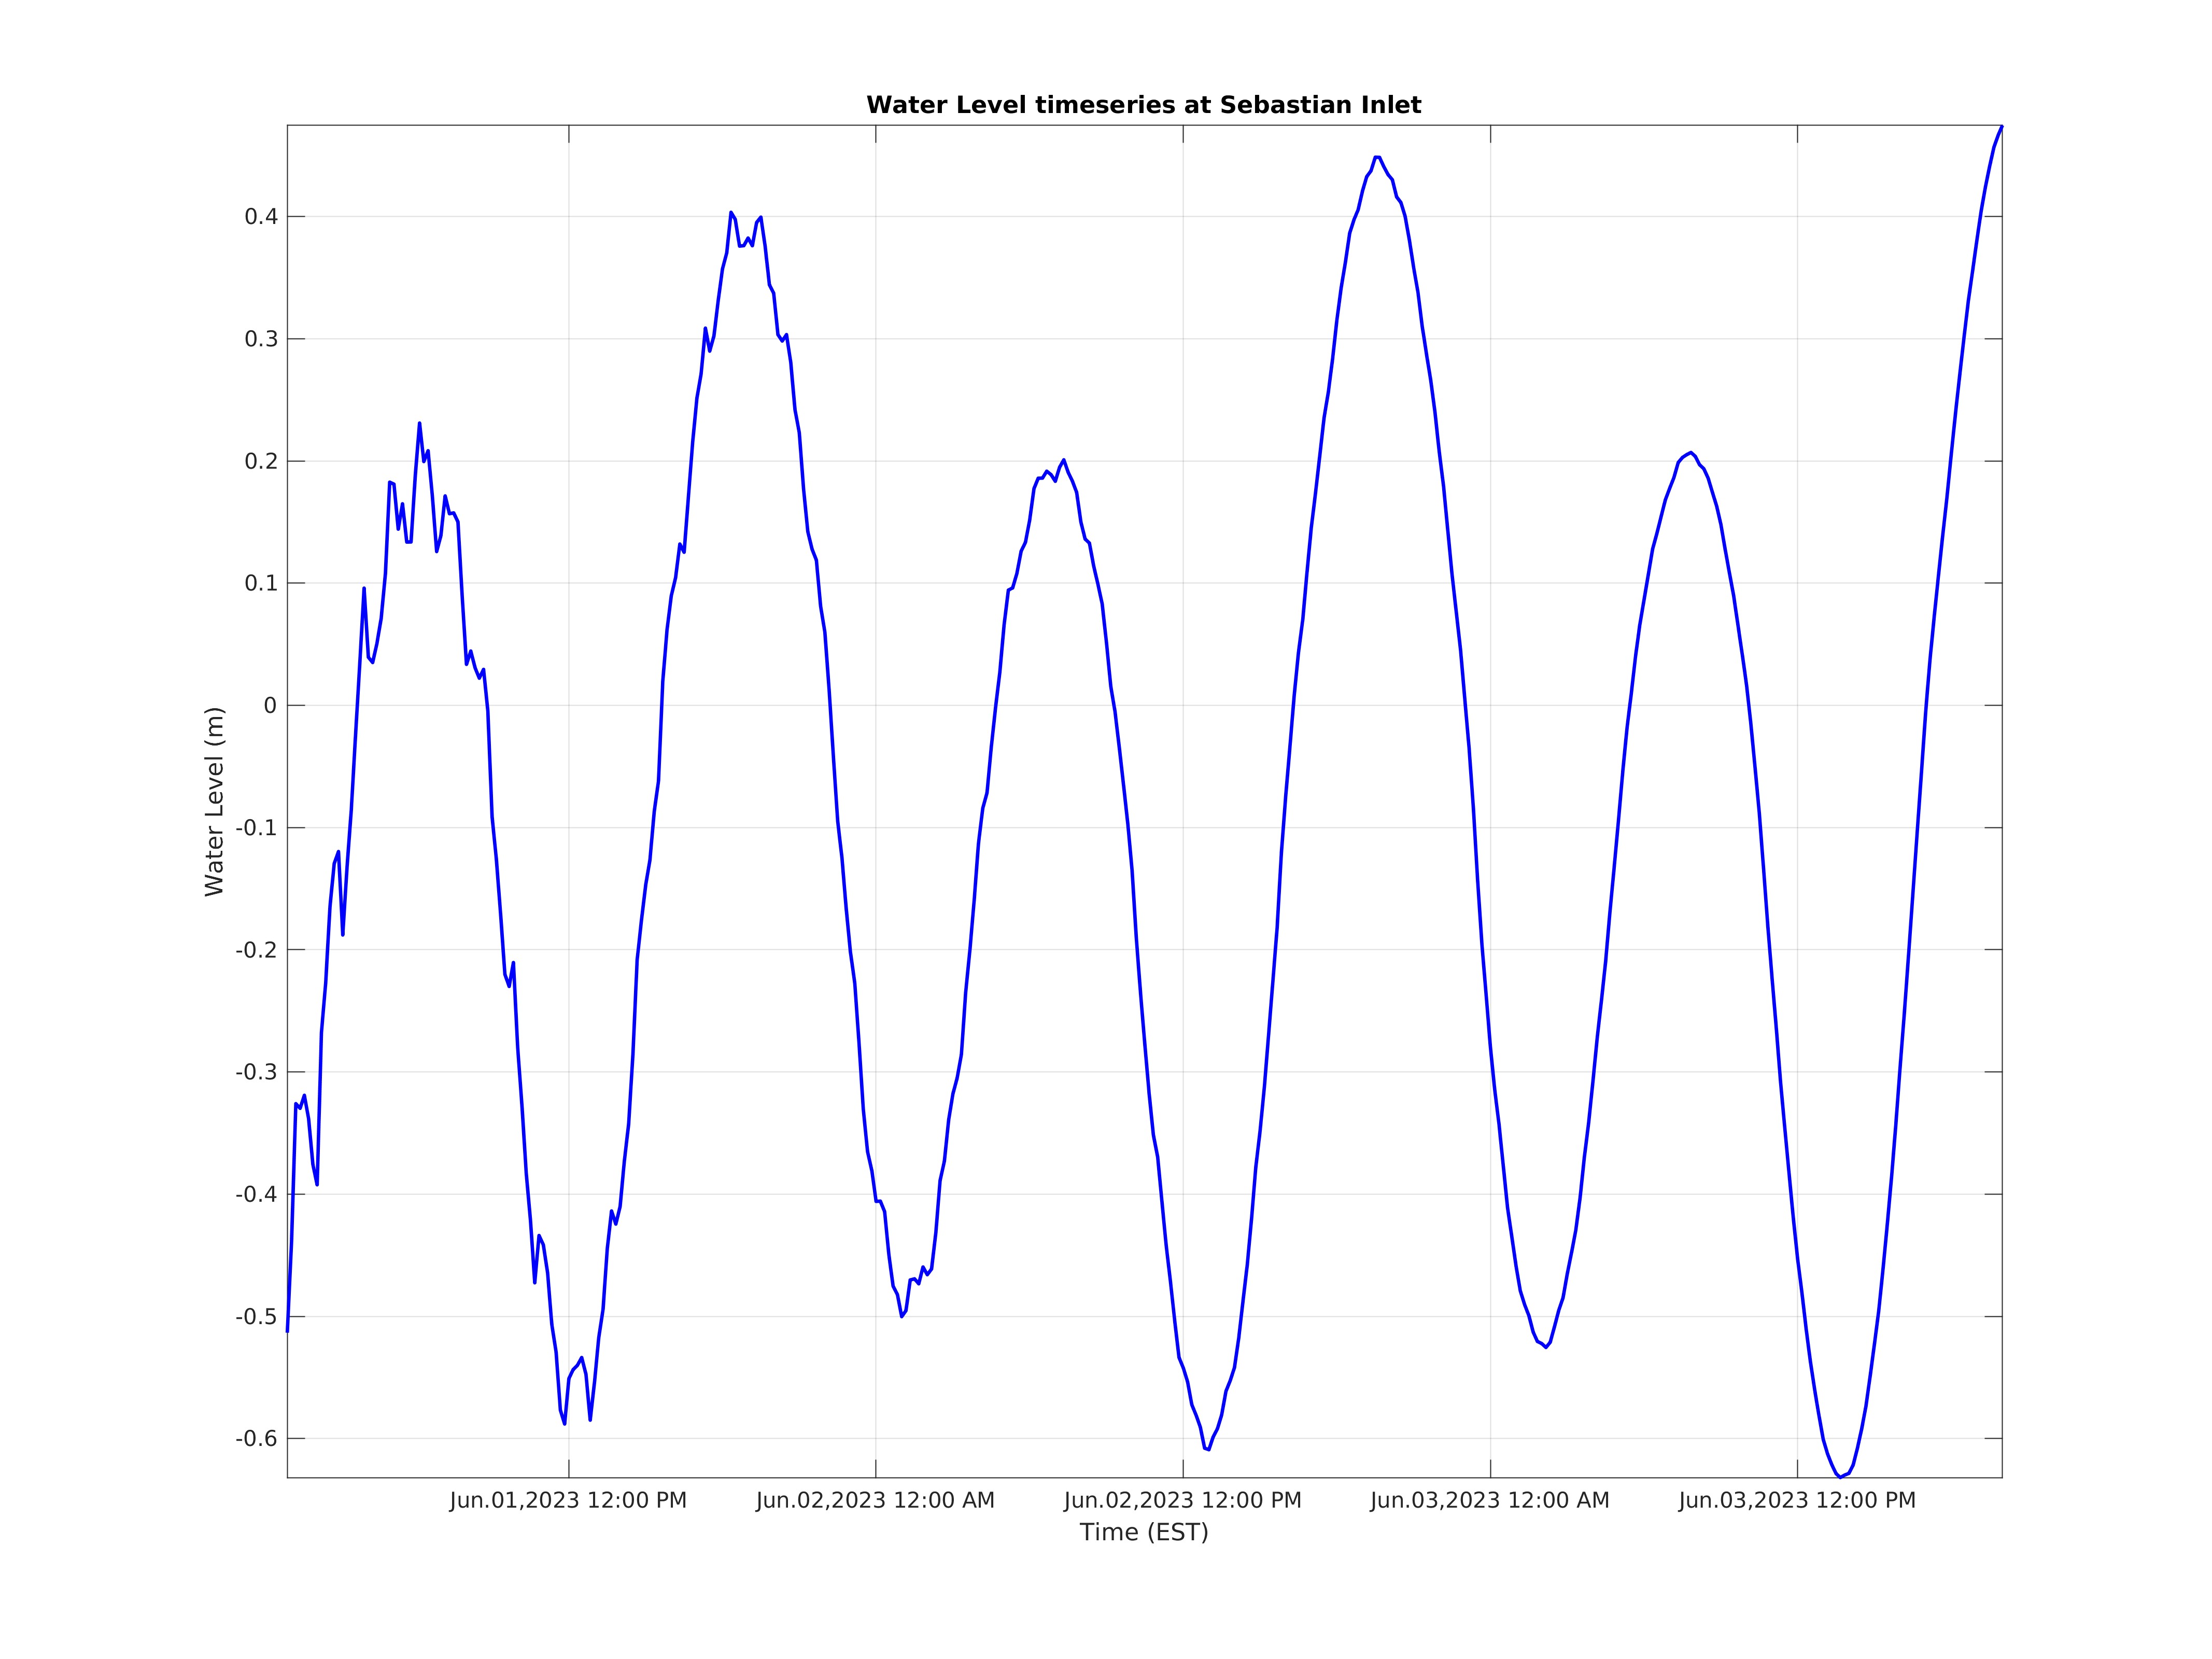 Water Level timeseries at Sebastian Inlet
0.4
0.3
0.2
0.1
0
-0.1
-0.2
-0.3
-0.4
-0.5
-0.6
Water Level (m)
Jun.01,2023 12:00 PM
Jun.02,2023 12:00 AM
Jun.02,2023 12:00 PM
Jun.03,2023 12:00 AM
Jun.03,2023 12:00 PM
Time (EST)